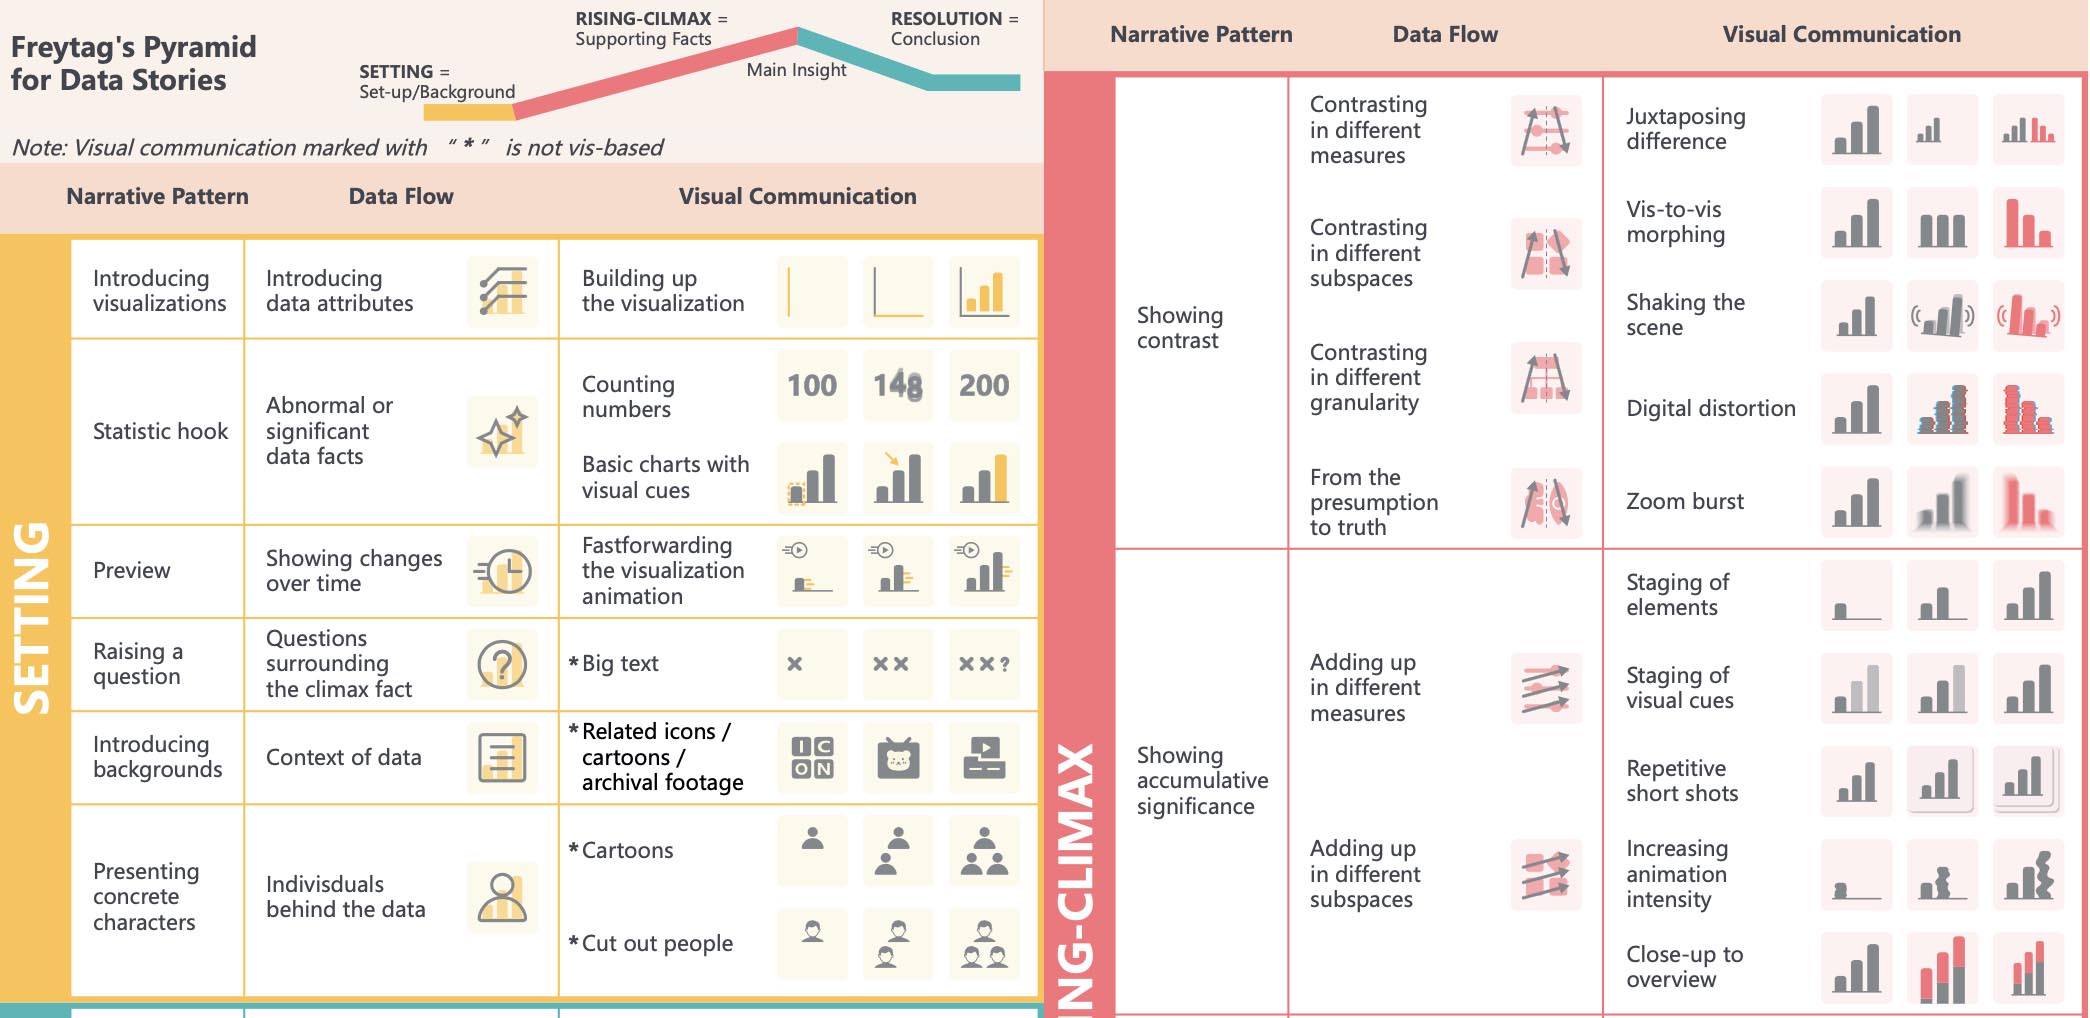 Freytag's Pyramid
for Data Stories
SETTING =
Set-up/Background
RISING-CILMAX =
Supporting Facts
Main Insight
RESOLUTION =
Conclusion
Note: Visual communication marked with “ * ” is not vis-based
Narrative Pattern
Data Flow
Visual Communication
SETTING
Introducing
visualizations
Introducing
data attributes
Building up
the visualization
Statistic hook
Abnormal or
significant
data facts
Counting
numbers
100
148
200
Basic charts with
visual cues
Preview
Showing changes
over time
Fastforwarding
the visualization
animation
Raising a
question
Questions
surrounding
the climax fact
?
* Big text
×
××
××?
Introducing
backgrounds
Context of data
* Related icons /
cartoons /
archival footage
IC
ON
Presenting
concrete
characters
Indivisduals
behind the data
* Cartoons
* Cut out people
Narrative Pattern
Data Flow
Visual Communication
NG-CLIMAX
Showing
contrast
Contrasting
in different
measures
Contrasting
in different
subspaces
Contrasting
in different
granularity
From the
presumption
to truth
Juxtaposing
difference
Vis-to-vis
morphing
Shaking the
scene
Digital distortion
Zoom burst
Showing
accumulative
significance
Adding up
in different
measures
Adding up
in different
subspaces
Staging of
elements
Staging of
visual cues
Repetitive
short shots
Increasing
animation
intensity
Close-up to
overview